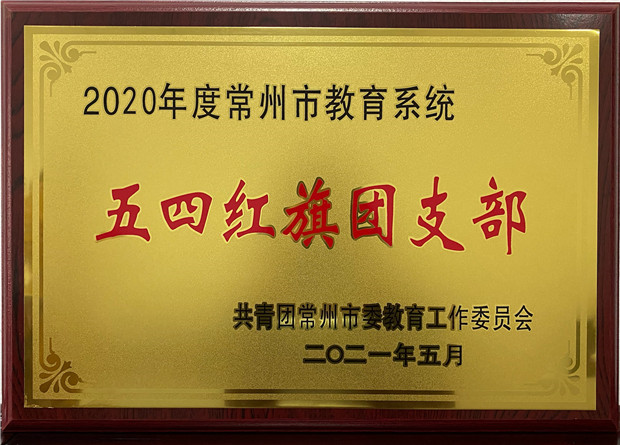 2020年度常州市教育系统
五四红旗团支部
共青团常州市委教育工作委员会
二〇二一年五月